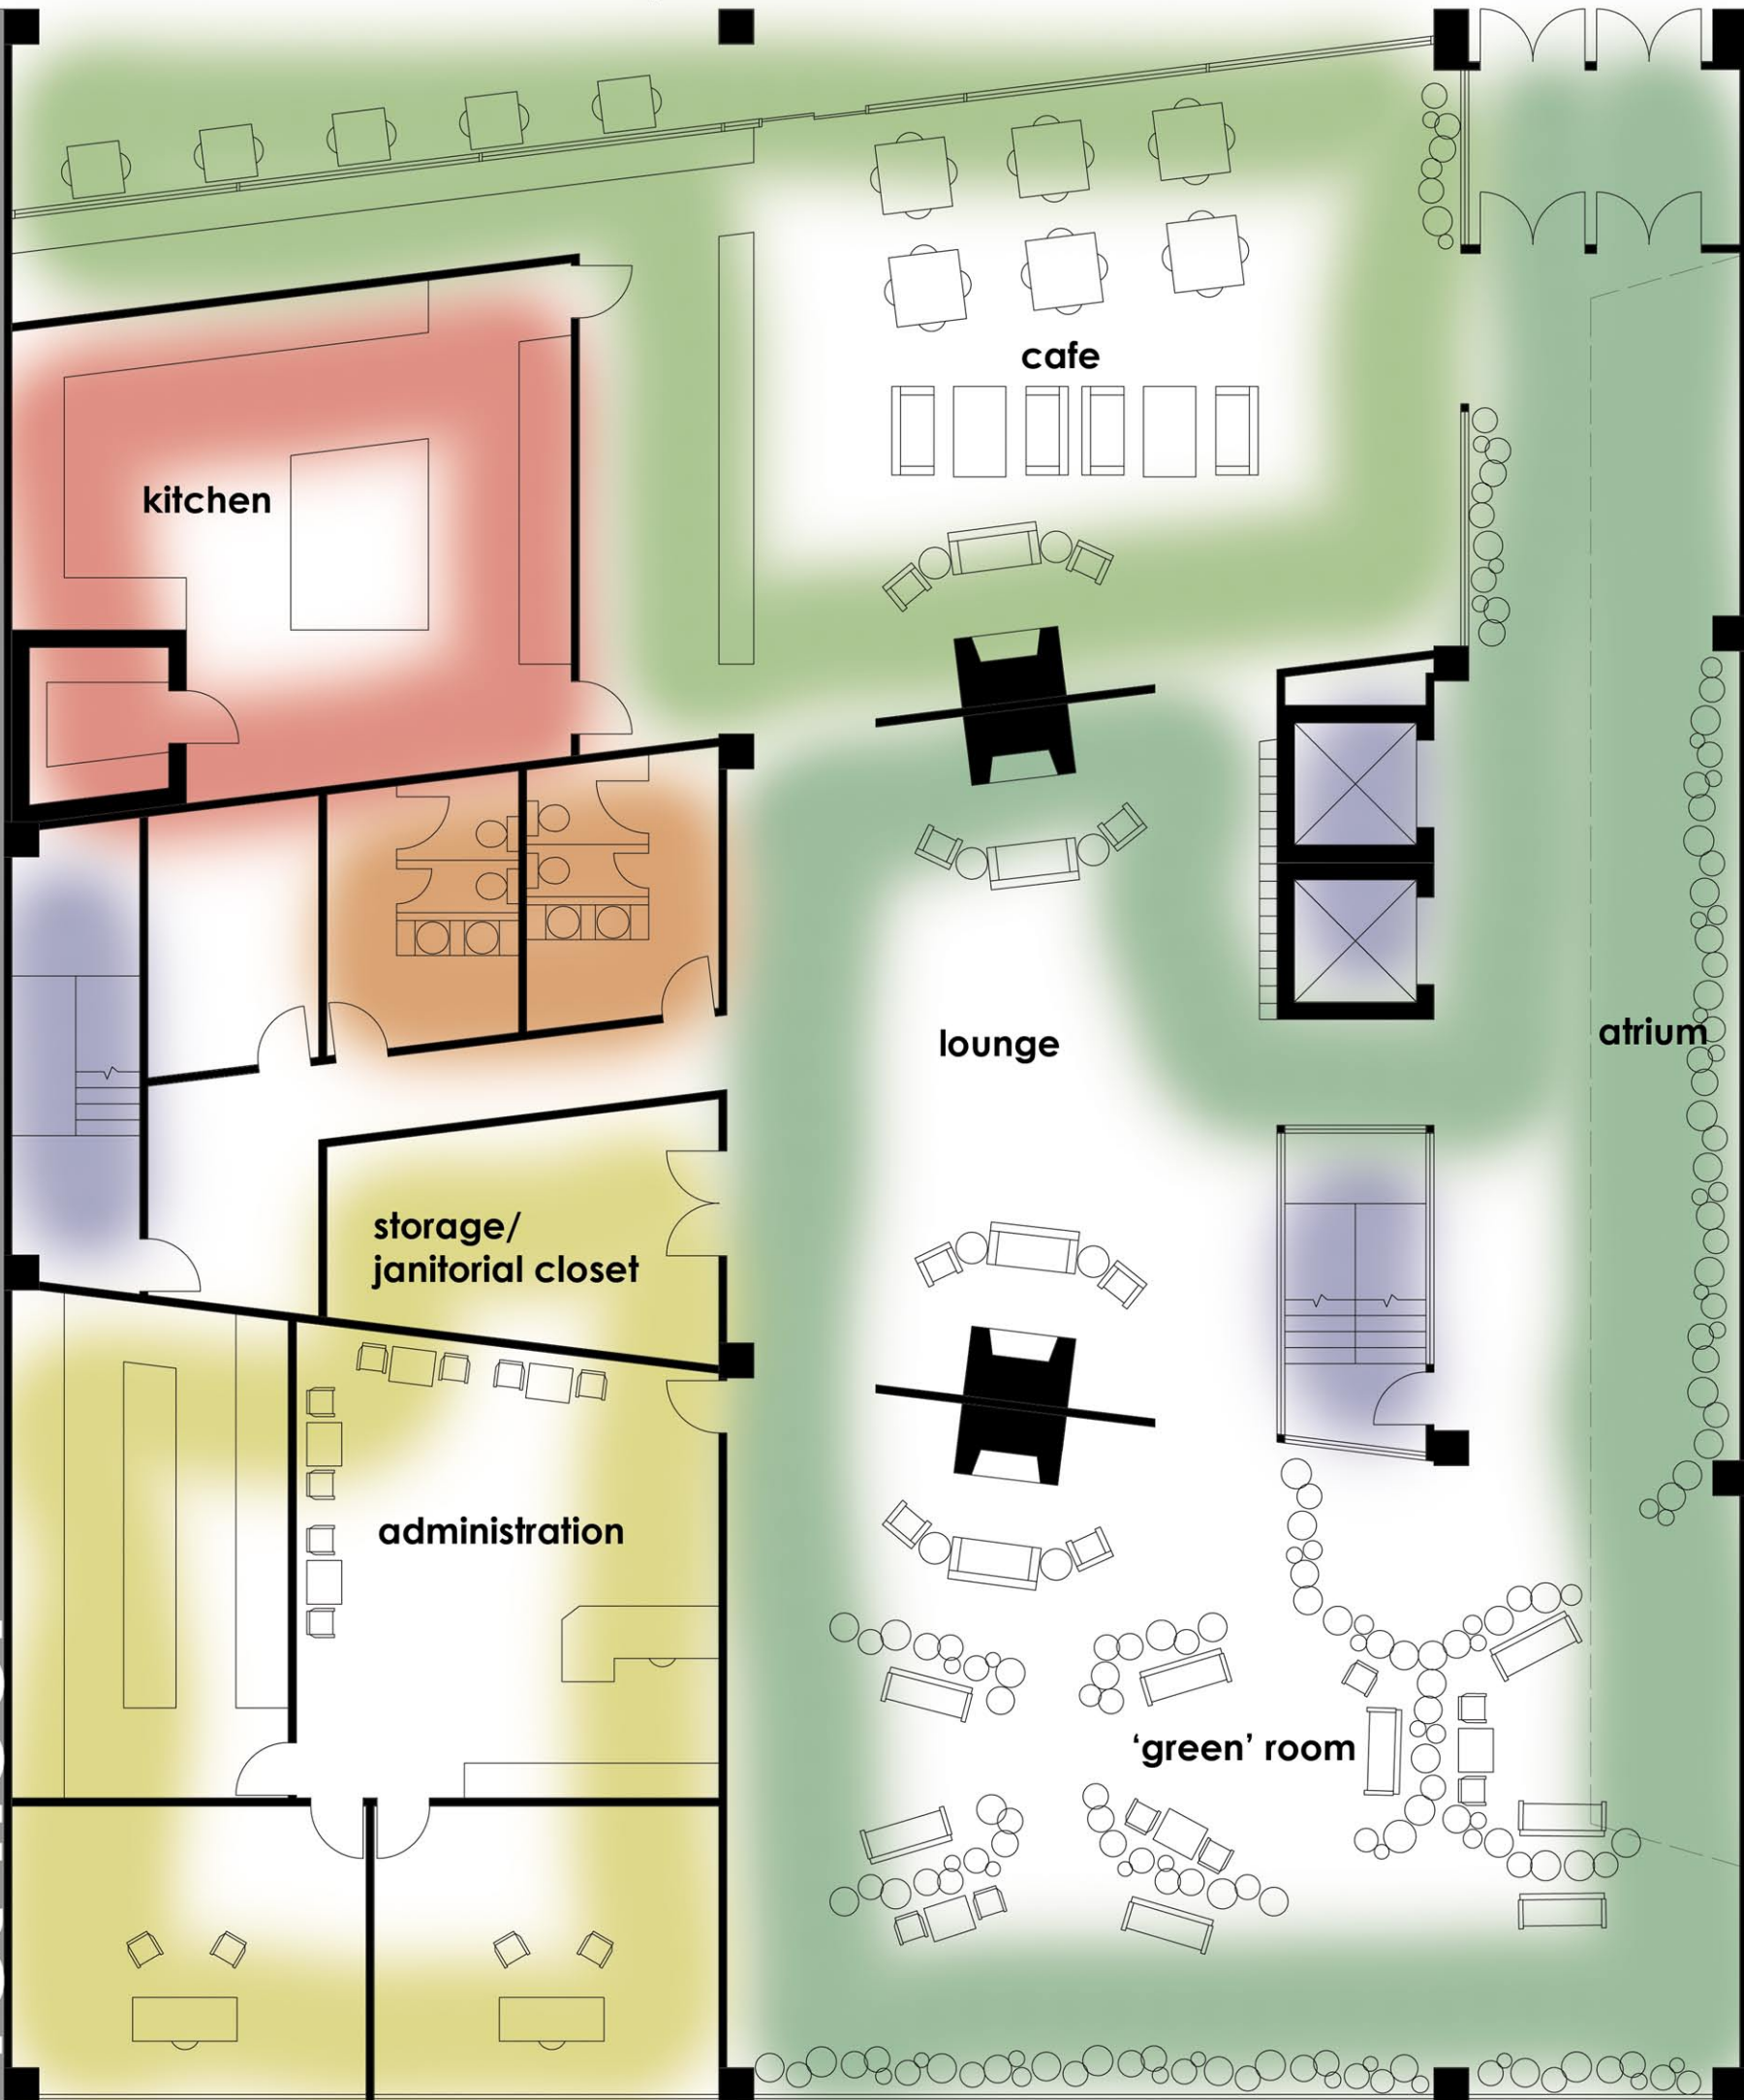 cafe
kitchen
lounge
atrium
storage/
janitorial closet
administration
‘green’ room